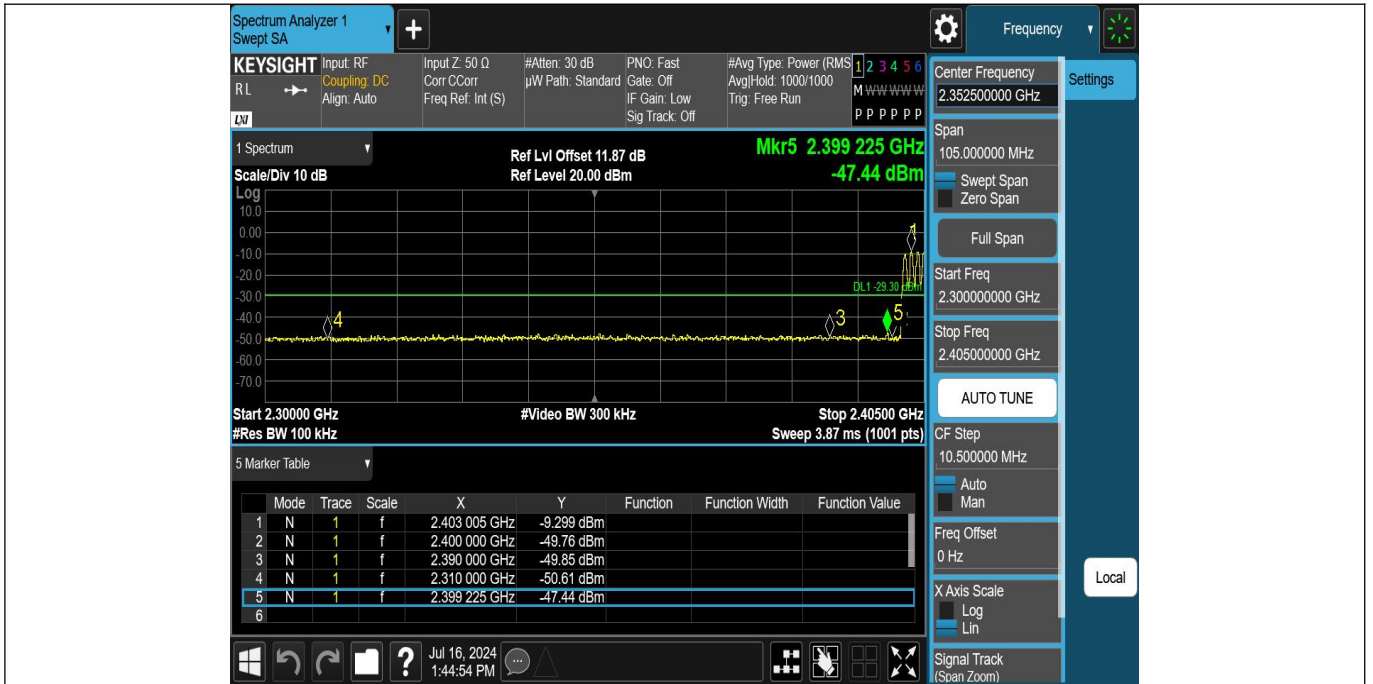 Spectrum Analyzer 1
Swept SA
+
Frequency
KEYSIGHT
RL
LXI
Input: RF
Coupling: DC
Align: Auto
Input Z: 50 Ω
Corr CCorr
Freq Ref: Int (S)
#Atten: 30 dB
µW Path: Standard
PNO: Fast
Gate: Off
IF Gain: Low
Sig Track: Off
#Avg Type: Power (RMS
Avg|Hold: 1000/1000
Trig: Free Run
1 2 3 4 5 6
M W W W W W
P P P P P P
1 Spectrum
Scale/Div 10 dB
Log
Ref Lvl Offset 11.87 dB
Ref Level 20.00 dBm
Mkr5 2.399 225 GHz
-47.44 dBm
10.0
0.00
-10.0
-20.0
-30.0
-40.0
-50.0
-60.0
-70.0
DL1 -29.30 dBm
1
4
3
5
Start 2.30000 GHz
#Res BW 100 kHz
#Video BW 300 kHz
Stop 2.40500 GHz
Sweep 3.87 ms (1001 pts)
5 Marker Table
Mode Trace Scale X Y Function Function Width Function Value
1 N 1 f 2.403 005 GHz -9.299 dBm
2 N 1 f 2.400 000 GHz -49.76 dBm
3 N 1 f 2.390 000 GHz -49.85 dBm
4 N 1 f 2.310 000 GHz -50.61 dBm
5 N 1 f 2.399 225 GHz -47.44 dBm
6
?
Jul 16, 2024
1:44:54 PM
Center Frequency
2.352500000 GHz
Settings
Span
105.000000 MHz
Swept Span
Zero Span
Full Span
Start Freq
2.300000000 GHz
Stop Freq
2.405000000 GHz
AUTO TUNE
CF Step
10.500000 MHz
Auto
Man
Freq Offset
0 Hz
Local
X Axis Scale
Log
Lin
Signal Track
(Span Zoom)